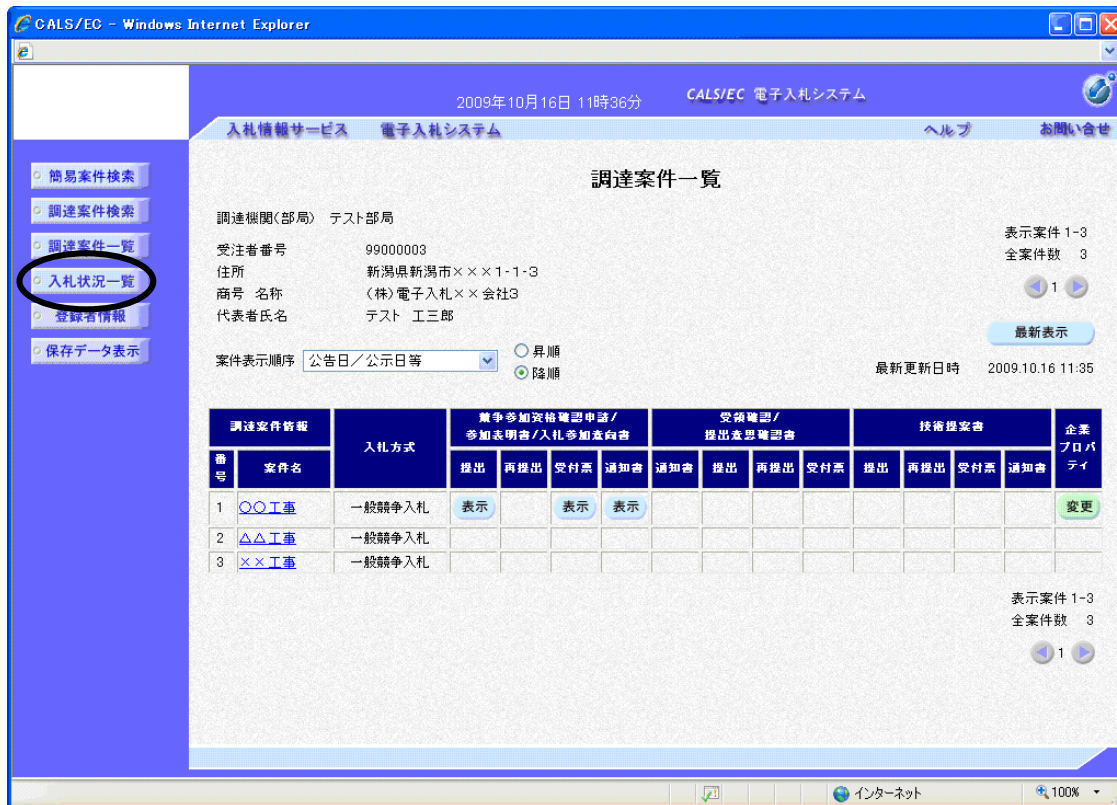 CALS/EC - Windows Internet Explorer
2009年10月16日 11時36分
CALS/EC 電子入札システム
入札情報サービス 電子入札システム ヘルプ お問い合せ
簡易案件検索
調達案件検索
調達案件一覧
入札状況一覧
登録者情報
保存データ表示
調達案件一覧
調達機関(部局) テスト部局
受注者番号 99000003
住所 新潟県新潟市×××1-1-3
商号 名称 (株)電子入札××会社3
代表者氏名 テスト 工三郎
表示案件 1-3
全案件数 3
1
最新表示
案件表示順序 公告日/公示日等
昇順
降順
最新更新日時 2009.10.16 11:35
調達案件情報 入札方式 競争参加資格確認申請/参加表明書/入札参加意向書 受領確認/提出意思確認書 技術提案書 企業プロパティ
番号 案件名 提出 再提出 受付票 通知書 通知書 提出 再提出 受付票 提出 再提出 受付票 通知書
1 〇〇工事 一般競争入札 表示 表示 表示 変更
2 △△工事 一般競争入札
3 ××工事 一般競争入札
表示案件 1-3
全案件数 3
1
インターネット 100%